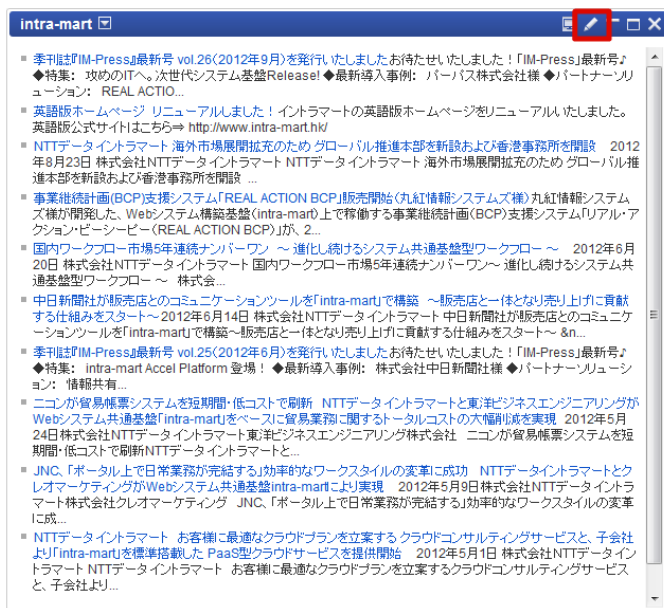 intra-mart
季刊誌『IM-Press』最新号 vol.26(2012年9月)を発行いたしましたお待たせいたしました!「IM-Press」最新号♪
◆特集: 攻めのITへ。次世代システム基盤Release! ◆最新導入事例: パーパス株式会社様 ◆パートナーソリ
ューション: REAL ACTIO...
英語版ホームページ リニューアルしました!イントラマートの英語版ホームページをリニューアルいたしました。
英語版公式サイトはこちら⇒ http://www.intra-mart.hk/
NTTデータイントラマート 海外市場展開拡充のため グローバル推進本部を新設および香港事務所を開設 2012
年8月23日 株式会社NTTデータイントラマート NTTデータイントラマート 海外市場展開拡充のため グローバル推
進本部を新設および香港事務所を開設 ...
事業継続計画(BCP)支援システム「REAL ACTION BCP」販売開始(丸紅情報システムズ様)丸紅情報システム
ズ様が開発した、Webシステム構築基盤(intra-mart)上で稼働する事業継続計画(BCP)支援システム「リアル・ア
クション・ビーシーピー(REAL ACTION BCP)」が、2...
国内ワークフロー市場5年連続ナンバーワン ~ 進化し続けるシステム共通基盤型ワークフロー ~ 2012年6月
20日 株式会社NTTデータイントラマート 国内ワークフロー市場5年連続ナンバーワン~ 進化し続けるシステム共
通基盤型ワークフロー ~ 株式会...
中日新聞社が販売店とのコミュニケーションツールを「intra-mart」で構築 ~販売店と一体となり売り上げに貢献
する仕組みをスタート~2012年6月14日 株式会社NTTデータイントラマート 中日新聞社が販売店とのコミュニケ
ーションツールを「intra-mart」で構築~販売店と一体となり売り上げに貢献する仕組みをスタート~ &n...
季刊誌『IM-Press』最新号 vol.25(2012年6月)を発行いたしましたお待たせいたしました!「IM-Press」最新号♪
◆特集: intra-mart Accel Platform 登場! ◆最新導入事例: 株式会社中日新聞社様 ◆パートナーソリューシ
ョン: 情報共有...
ニコンが貿易帳票システムを短期間・低コストで刷新 NTTデータイントラマートと東洋ビジネスエンジニアリングが
Webシステム共通基盤「intra-mart」をベースに貿易業務に関するトータルコストの大幅削減を実現 2012年5月
24日株式会社NTTデータイントラマート東洋ビジネスエンジニアリング株式会社 ニコンが貿易帳票システムを短
期間・低コストで刷新NTTデータイントラマートと...
JNC、「ポータル上で日常業務が完結する」効率的なワークスタイルの変革に成功 NTTデータイントラマートとク
レオマーケティングがWebシステム共通基盤intra-martにより実現 2012年5月9日株式会社NTTデータイントラ
マート株式会社クレオマーケティング JNC、「ポータル上で日常業務が完結する」効率的なワークスタイルの変革
に成...
NTTデータイントラマート お客様に最適なクラウドプランを立案する クラウドコンサルティングサービスと、子会社
より「intra-mart」を標準搭載した PaaS型クラウドサービスを提供開始 2012年5月1日 株式会社NTTデータイン
トラマート NTTデータイントラマート お客様に最適なクラウドプランを立案するクラウドコンサルティングサービス
と、子会社より...